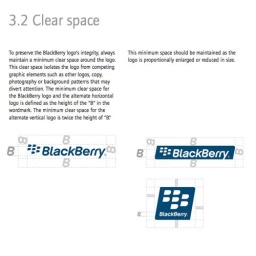 3.2 Clear space
To preserve the BlackBerry logo's integrity, always
maintain a minimum clear space around the logo.
This clear space isolates the logo from competing
graphic elements such as other logos, copy,
photography or background patterns that may
divert attention. The minimum clear space for
the BlackBerry logo and the alternate horizontal
logo is defined as the height of the "B" in the
wordmark. The minimum clear space for the
alternate vertical logo is twice the height of "B"
This minimum space should be maintained as the
logo is proportionally enlarged or reduced in size.
B
B
BlackBerry
B
B
B
B
BlackBerry
B
B
B
B
BlackBerry
B
B